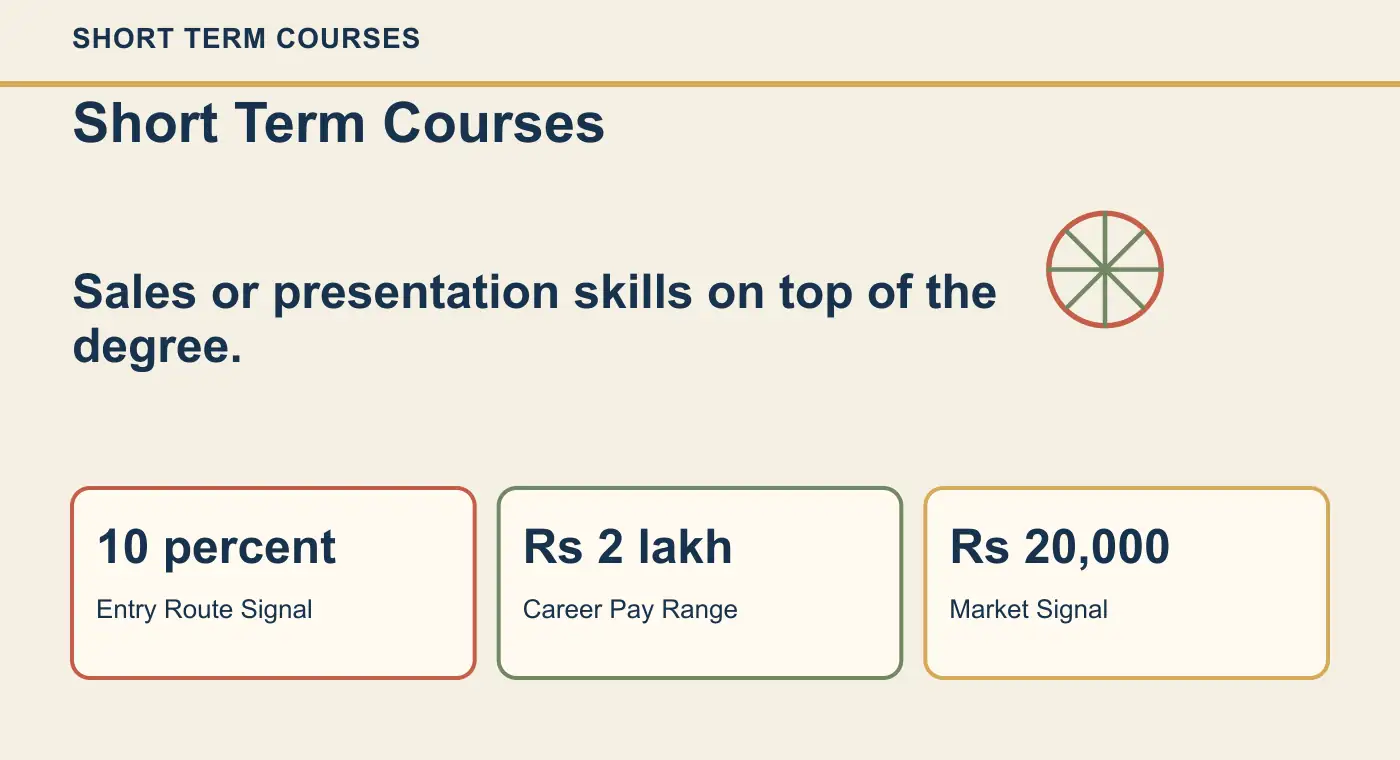 SHORT TERM COURSES
Short Term Courses
Sales or presentation skills on top of the
degree.
10 percent
Entry Route Signal
Rs 2 lakh
Career Pay Range
Rs 20,000
Market Signal